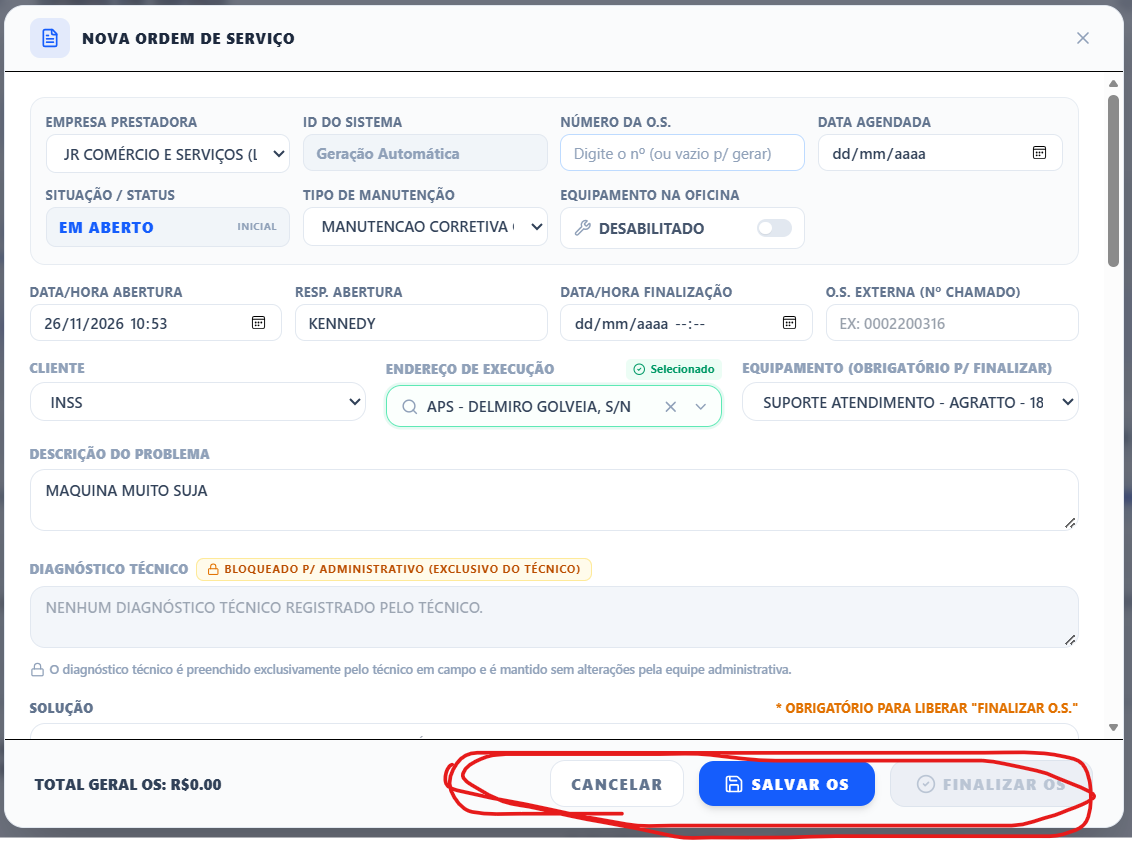 NOVA ORDEM DE SERVIÇO
EMPRESA PRESTADORA
ID DO SISTEMA
NÚMERO DA O.S.
DATA AGENDADA
JR COMÉRCIO E SERVIÇOS (L
Geração Automática
Digite o nº (ou vazio p/ gerar)
dd/mm/aaaa
SITUAÇÃO / STATUS
TIPO DE MANUTENÇÃO
EQUIPAMENTO NA OFICINA
EM ABERTO
INICIAL
MANUTENCAO CORRETIVA
DESABILITADO
DATA/HORA ABERTURA
RESP. ABERTURA
DATA/HORA FINALIZAÇÃO
O.S. EXTERNA (Nº CHAMADO)
26/11/2026 10:53
KENNEDY
dd/mm/aaaa --:--
EX: 0002200316
CLIENTE
ENDEREÇO DE EXECUÇÃO
Selecionado
EQUIPAMENTO (OBRIGATÓRIO P/ FINALIZAR)
INSS
APS - DELMIRO GOLVEIA, S/N
SUPORTE ATENDIMENTO - AGRATTO - 18
DESCRIÇÃO DO PROBLEMA
MAQUINA MUITO SUJA
DIAGNÓSTICO TÉCNICO
BLOQUEADO P/ ADMINISTRATIVO (EXCLUSIVO DO TÉCNICO)
NENHUM DIAGNÓSTICO TÉCNICO REGISTRADO PELO TÉCNICO.
O diagnóstico técnico é preenchido exclusivamente pelo técnico em campo e é mantido sem alterações pela equipe administrativa.
SOLUÇÃO
* OBRIGATÓRIO PARA LIBERAR "FINALIZAR O.S."
TOTAL GERAL OS: R$0.00
CANCELAR
SALVAR OS
FINALIZAR OS